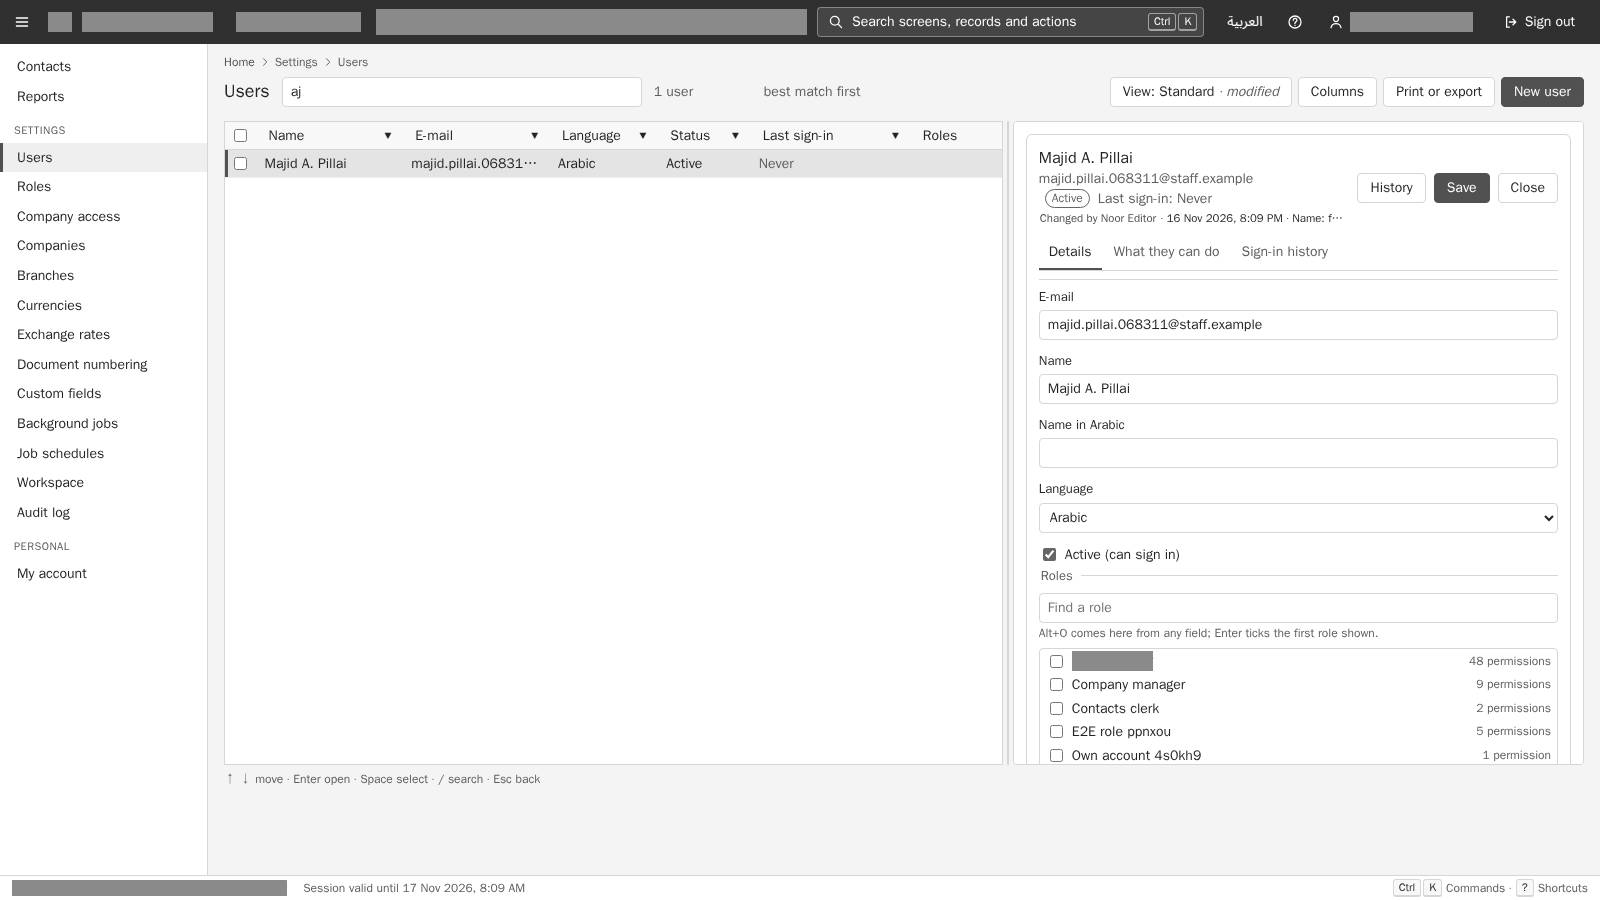 Search screens, records and actions Ctrl K العربية Sign out
Contacts
Reports
SETTINGS
Users
Roles
Company access
Companies
Branches
Currencies
Exchange rates
Document numbering
Custom fields
Background jobs
Job schedules
Workspace
Audit log
PERSONAL
My account
Home Settings Users
Users aj 1 user best match first View: Standard · modified Columns Print or export New user
Name E-mail Language Status Last sign-in Roles
Majid A. Pillai majid.pillai.06831··· Arabic Active Never
↑ ↓ move · Enter open · Space select · / search · Esc back
Majid A. Pillai
majid.pillai.068311@staff.example
Active Last sign-in: Never
Changed by Noor Editor · 16 Nov 2026, 8:09 PM · Name: f···
History Save Close
Details What they can do Sign-in history
E-mail
majid.pillai.068311@staff.example
Name
Majid A. Pillai
Name in Arabic
Language
Arabic
Active (can sign in)
Roles
Find a role
Alt+O comes here from any field; Enter ticks the first role shown.
48 permissions
Company manager 9 permissions
Contacts clerk 2 permissions
E2E role ppnxou 5 permissions
Own account 4s0kh9 1 permission
Session valid until 17 Nov 2026, 8:09 AM Ctrl K Commands · ? Shortcuts